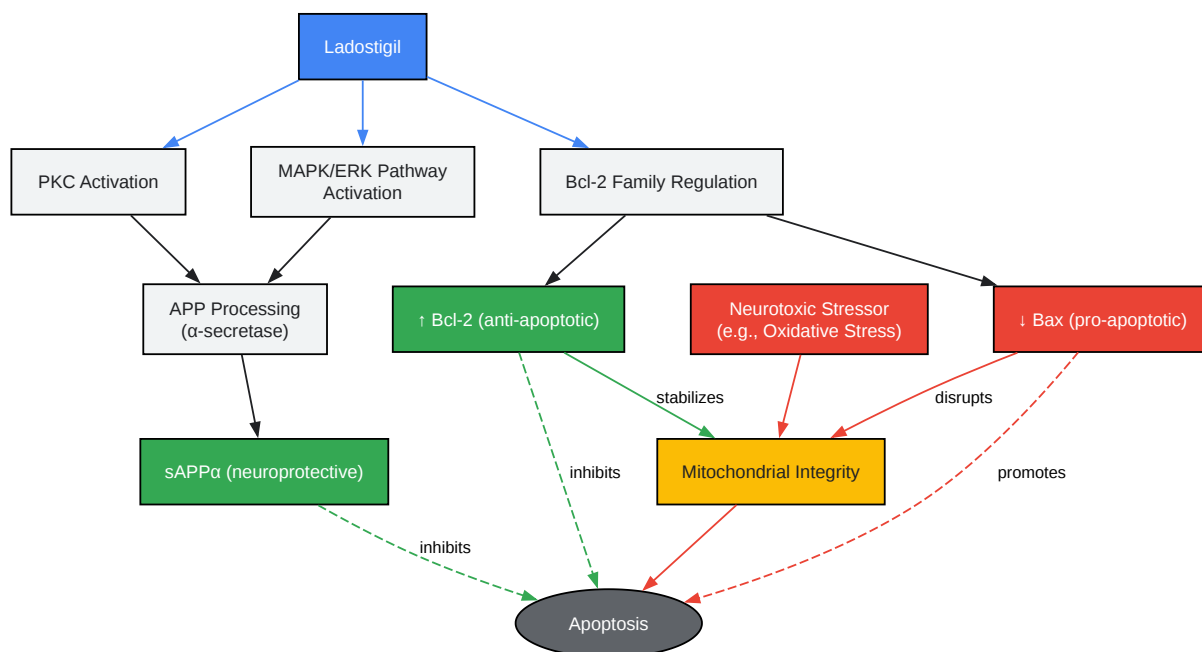 Ladostigil
PKC Activation
MAPK/ERK Pathway
Activation
Bcl-2 Family Regulation
APP Processing
(α-secretase)
↑ Bcl-2 (anti-apoptotic)
Neurotoxic Stressor
(e.g., Oxidative Stress)
↓ Bax (pro-apoptotic)
stabilizes
disrupts
sAPPα (neuroprotective)
inhibits
Mitochondrial Integrity
promotes
inhibits
Apoptosis